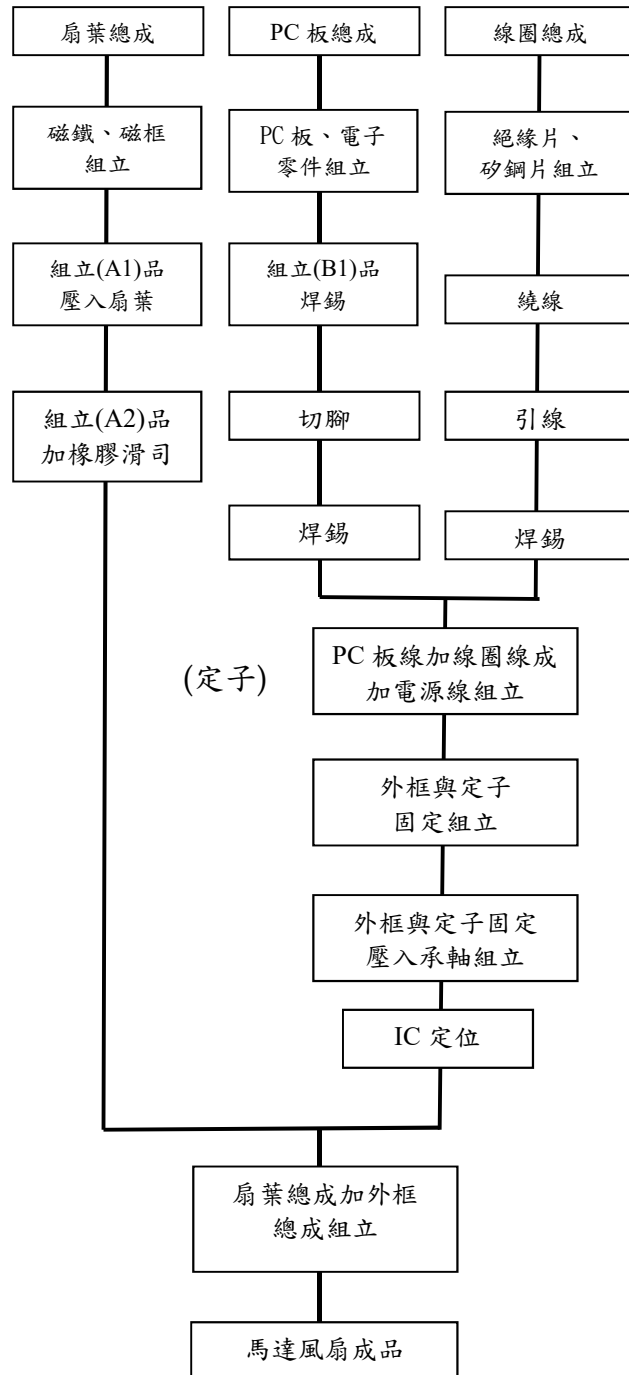 扇葉總成
磁鐵、磁框
組立
組立(A1)品
壓入扇葉
組立(A2)品
加橡膠滑司
PC 板總成
PC 板、電子
零件組立
組立(B1)品
焊錫
切腳
焊錫
線圈總成
絕緣片、
矽鋼片組立
繞線
引線
焊錫
(定子)
PC 板線加線圈線成
加電源線組立
外框與定子
固定組立
外框與定子固定
壓入承軸組立
IC 定位
扇葉總成加外框
總成組立
馬達風扇成品